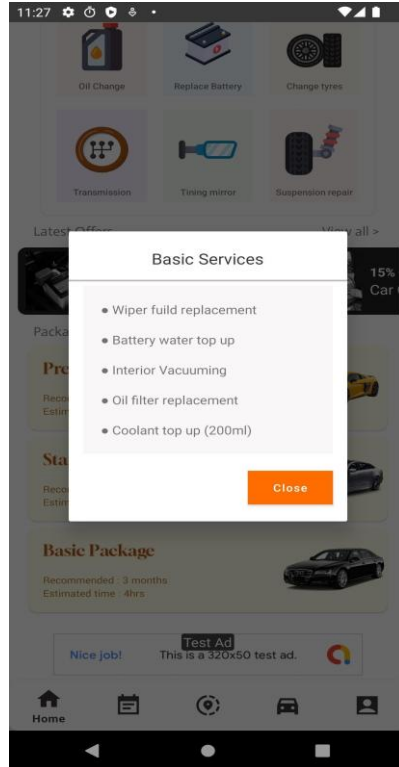 11:27
Oil Change
Replace Battery
Change tyres
Transmission
Tining mirror
Suspension repair
Latest Offers
View all >
15%
Car
Packa
Basic Services
Wiper fuild replacement
Battery water top up
Interior Vacuuming
Oil filter replacement
Coolant top up (200ml)
Close
Pre
Reco
Estim
Sta
Reco
Estim
Basic Package
Recommended : 3 months
Estimated time : 4hrs
Test Ad
Nice job!
This is a 320x50 test ad.
Home